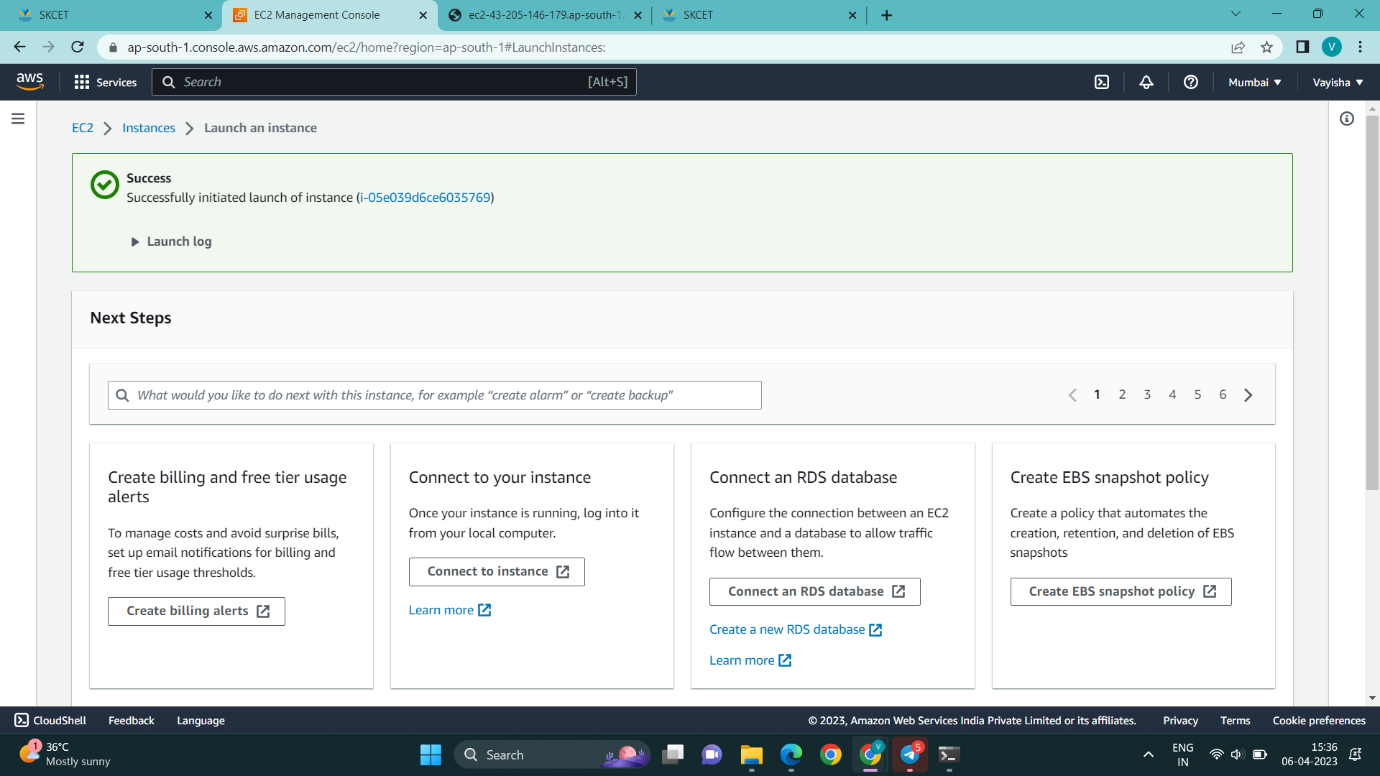 SKCET
EC2 Management Console
ec2-43-205-146-179.ap-south-1.
SKCET
ap-south-1.console.aws.amazon.com/ec2/home?region=ap-south-1#LaunchInstances:
V
aws
Services
Search
[Alt+S]
Mumbai
Vayisha
EC2
Instances
Launch an instance
Success
Successfully initiated launch of instance (i-05e039d6ce6035769)
Launch log
Next Steps
What would you like to do next with this instance, for example “create alarm” or “create backup”
1 2 3 4 5 6
Create billing and free tier usage
alerts
To manage costs and avoid surprise bills,
set up email notifications for billing and
free tier usage thresholds.
Create billing alerts
Connect to your instance
Once your instance is running, log into it
from your local computer.
Connect to instance
Learn more
Connect an RDS database
Configure the connection between an EC2
instance and a database to allow traffic
flow between them.
Connect an RDS database
Create a new RDS database
Learn more
Create EBS snapshot policy
Create a policy that automates the
creation, retention, and deletion of EBS
snapshots
Create EBS snapshot policy
CloudShell
Feedback
Language
© 2023, Amazon Web Services India Private Limited or its affiliates.
Privacy
Terms
Cookie preferences
1
36°C
Mostly sunny
Search
V
5
ENG
IN
15:36
06-04-2023